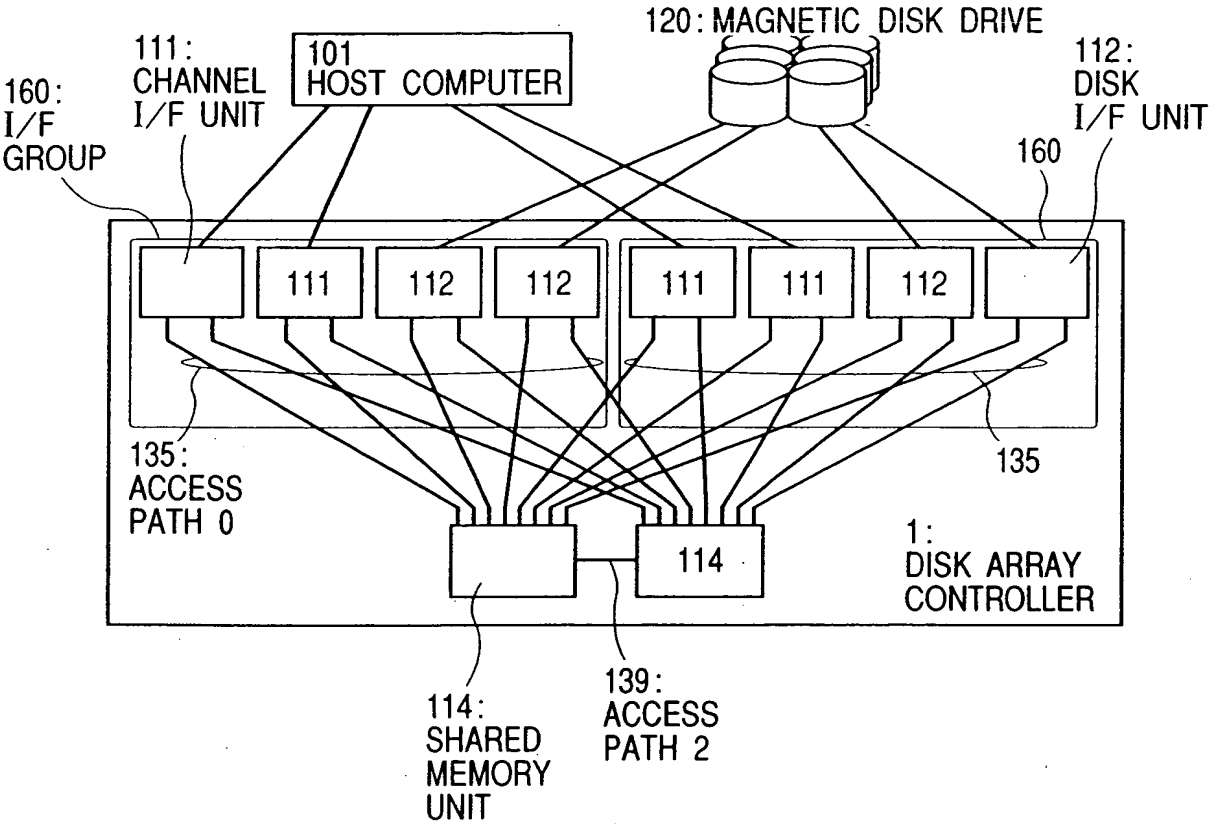 120: MAGNETIC DISK DRIVE
111:
CHANNEL
I/F UNIT
101
HOST COMPUTER
112:
DISK
I/F UNIT
160:
I/F
GROUP
160
111
112
112
111
111
112
135:
ACCESS
PATH 0
135
114
1:
DISK ARRAY
CONTROLLER
114:
SHARED
MEMORY
UNIT
139:
ACCESS
PATH 2